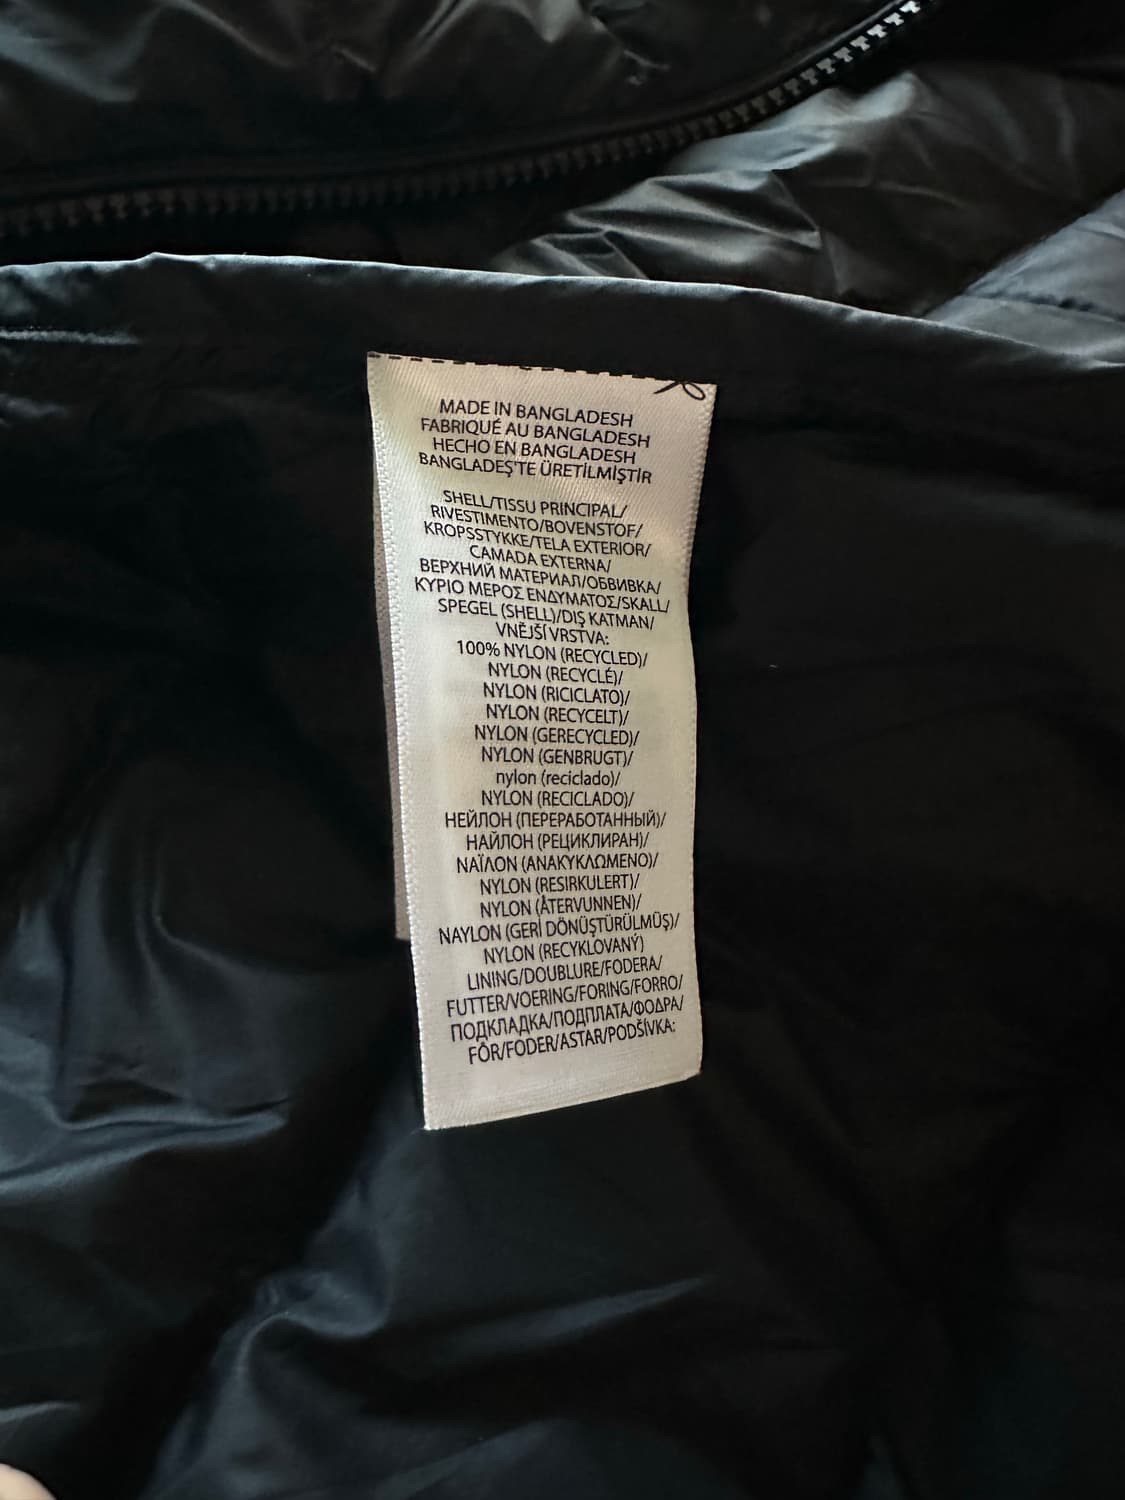 MADE IN BANGLADESH
FABRIQUÉ AU BANGLADESH
HECHO EN BANGLADESH
BANGLADEŞ'TE ÜRETİLMİŞTİR
SHELL/TISSU PRINCIPAL/
RIVESTIMENTO/BOVENSTOF/
KROPSSTYKKE/TELA EXTERIOR/
CAMADA EXTERNA/
ВЕРХНИЙ МАТЕРИАЛ/ОБВИВКА/
ΚΥΡΙΟ ΜΕΡΟΣ ΕΝΔΥΜΑΤΟΣ/SKALL/
SPEGEL (SHELL)/DIŞ KATMAN/
VNĚJŠÍ VRSTVA:
100% NYLON (RECYCLED)/
NYLON (RECYCLÉ)/
NYLON (RICICLATO)/
NYLON (RECYCELT)/
NYLON (GERECYCLED)/
NYLON (GENBRUGT)/
nylon (reciclado)/
NYLON (RECICLADO)/
НЕЙЛОН (ПЕРЕРАБОТАННЫЙ)/
НАЙЛОН (РЕЦИКЛИРАН)/
ΝΑΪΛΟΝ (ΑΝΑΚΥΚΛΩΜΕΝΟ)/
NYLON (RESIRKULERT)/
NYLON (ÅTERVUNNEN)/
NAYLON (GERİ DÖNÜŞTÜRÜLMÜŞ)/
NYLON (RECYKLOVANÝ)
LINING/DOUBLURE/FODERA/
FUTTER/VOERING/FORING/FORRO/
ПОДКЛАДКА/ПОДПЛАТА/ΦΟΔΡΑ/
FÔR/FODER/ASTAR/PODŠÍVKA: